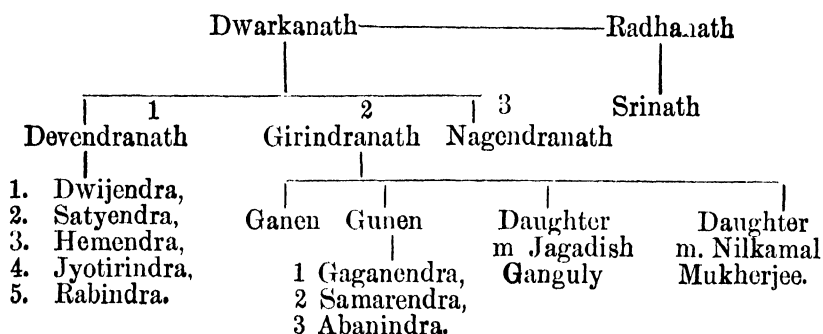 Dwarkanath Radhanath
1 2 3 Srinath
Devendranath Girindranath Nagendranath
1. Dwijendra,
2. Satyendra,
3. Hemendra,
4. Jyotirindra,
5. Rabindra.
Ganen Gunen Daughter Daughter
m Jagadish m. Nilkamal
1 Gaganendra, Ganguly Mukherjee.
2 Samarendra,
3 Abanindra.